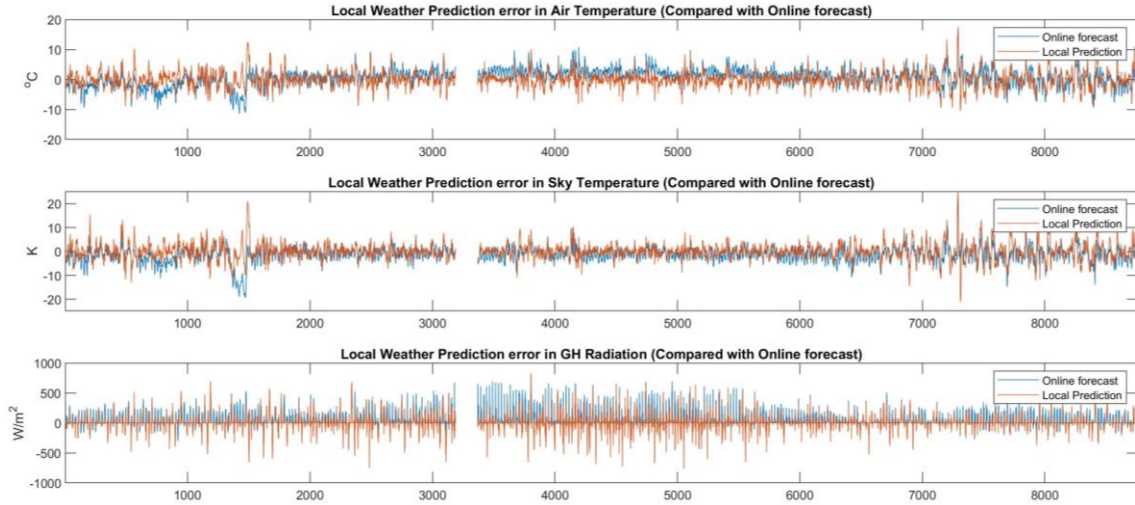 Local Weather Prediction error in Air Temperature (Compared with Online forecast)
20
10
0
-10
-20
°C
Online forecast
Local Prediction
1000 2000 3000 4000 5000 6000 7000 8000
Local Weather Prediction error in Sky Temperature (Compared with Online forecast)
20
10
0
-10
-20
K
Online forecast
Local Prediction
1000 2000 3000 4000 5000 6000 7000 8000
Local Weather Prediction error in GH Radiation (Compared with Online forecast)
1000
500
0
-500
-1000
W/m²
Online forecast
Local Prediction
1000 2000 3000 4000 5000 6000 7000 8000